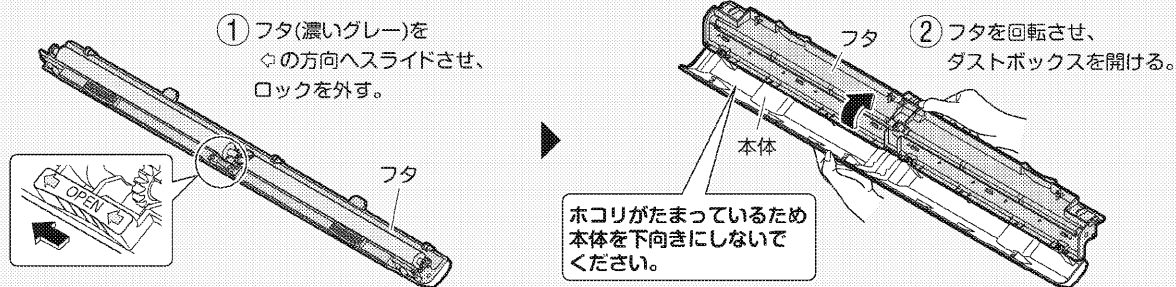 ① フタ(濃いグレー)を
⇦の方向へスライドさせ、
ロックを外す。
フタ
⇦ OPEN ⇦
② フタを回転させ、
ダストボックスを開ける。
フタ
本体
ホコリがたまっているため
本体を下向きにしないで
ください。